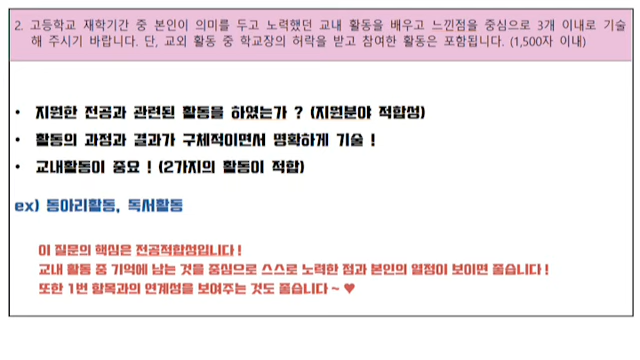 2. 고등학교 재학기간 중 본인이 의미를 두고 노력했던 교내 활동을 배우고 느낀점을 중심으로 3개 이내로 기술
해 주시기 바랍니다. 단, 교외 활동 중 학교장의 허락을 받고 참여한 활동은 포함됩니다. (1,500자 이내)
• 지원한 전공과 관련된 활동을 하였는가 ? (지원분야 적합성)
• 활동의 과정과 결과가 구체적이면서 명확하게 기술 !
• 교내활동이 중요 ! (2가지의 활동이 적합)
ex) 동아리활동, 독서활동
이 질문의 핵심은 전공적합성입니다 !
교내 활동 중 기억에 남는 것을 중심으로 스스로 노력한 점과 본인의 일정이 보이면 좋습니다 !
또한 1번 항목과의 연계성을 보여주는 것도 좋습니다 ~ ♥